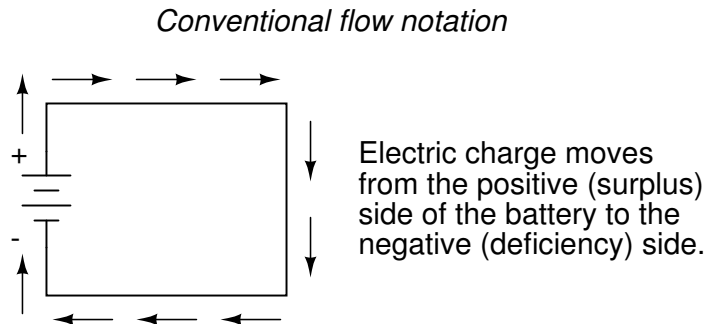 Conventional flow notation
+
-
Electric charge moves
from the positive (surplus)
side of the battery to the
negative (deficiency) side.